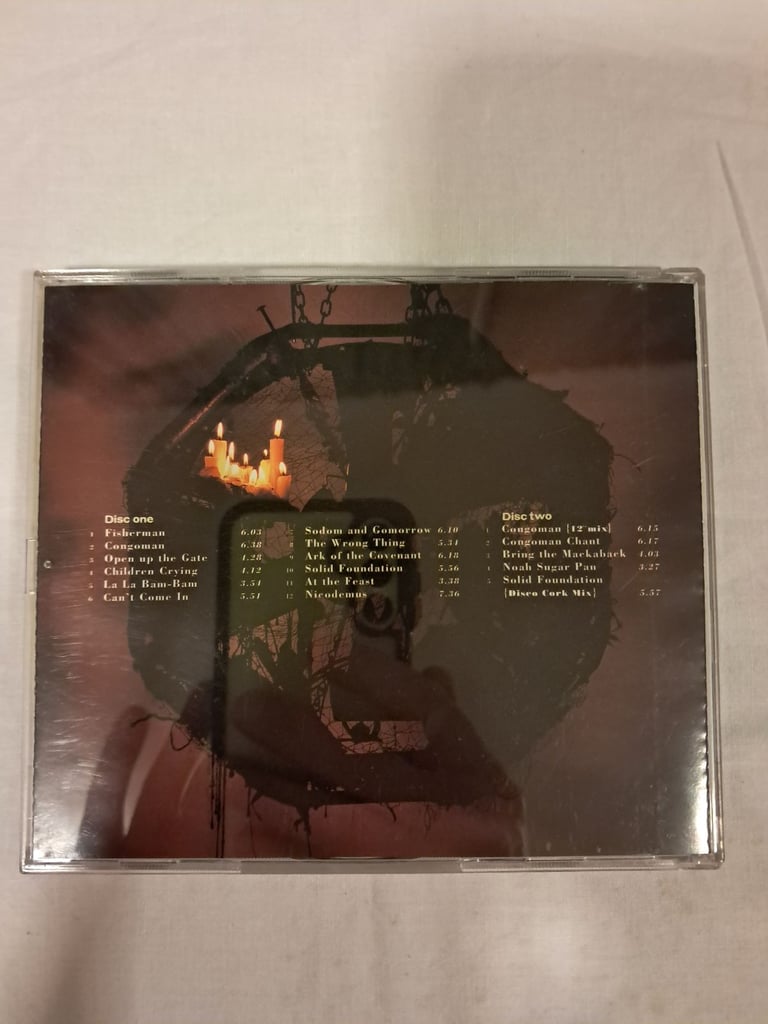 Disc one
1 Fisherman 6.03
2 Congoman 6.38
3 Open up the Gate 4.28
4 Children Crying 4.12
5 La La Bam-Bam 3.54
6 Can't Come In 5.51
7 Sodom and Gomorrow 6.10
8 The Wrong Thing 5.34
9 Ark of the Covenant 6.18
10 Solid Foundation 5.56
11 At the Feast 3.38
12 Nicodemus 7.36
Disc two
1 Congoman [12" mix] 6.15
2 Congoman Chant 6.17
3 Bring the Mackaback 4.03
4 Noah Sugar Pan 3.27
5 Solid Foundation
[Disco Cork Mix] 5.57